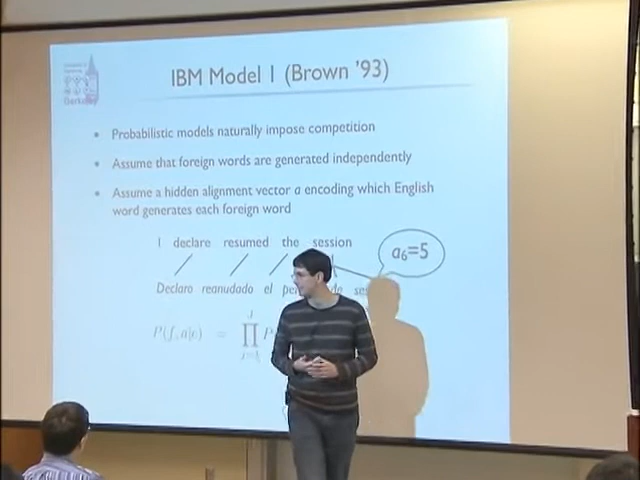 Berkeley
IBM Model 1 (Brown '93)
• Probabilistic models naturally impose competition
• Assume that foreign words are generated independently
• Assume a hidden alignment vector a encoding which English
word generates each foreign word
I declare resumed the session
a₆=5
Declaro reanudado el
P(f, a|e) = ∏ P